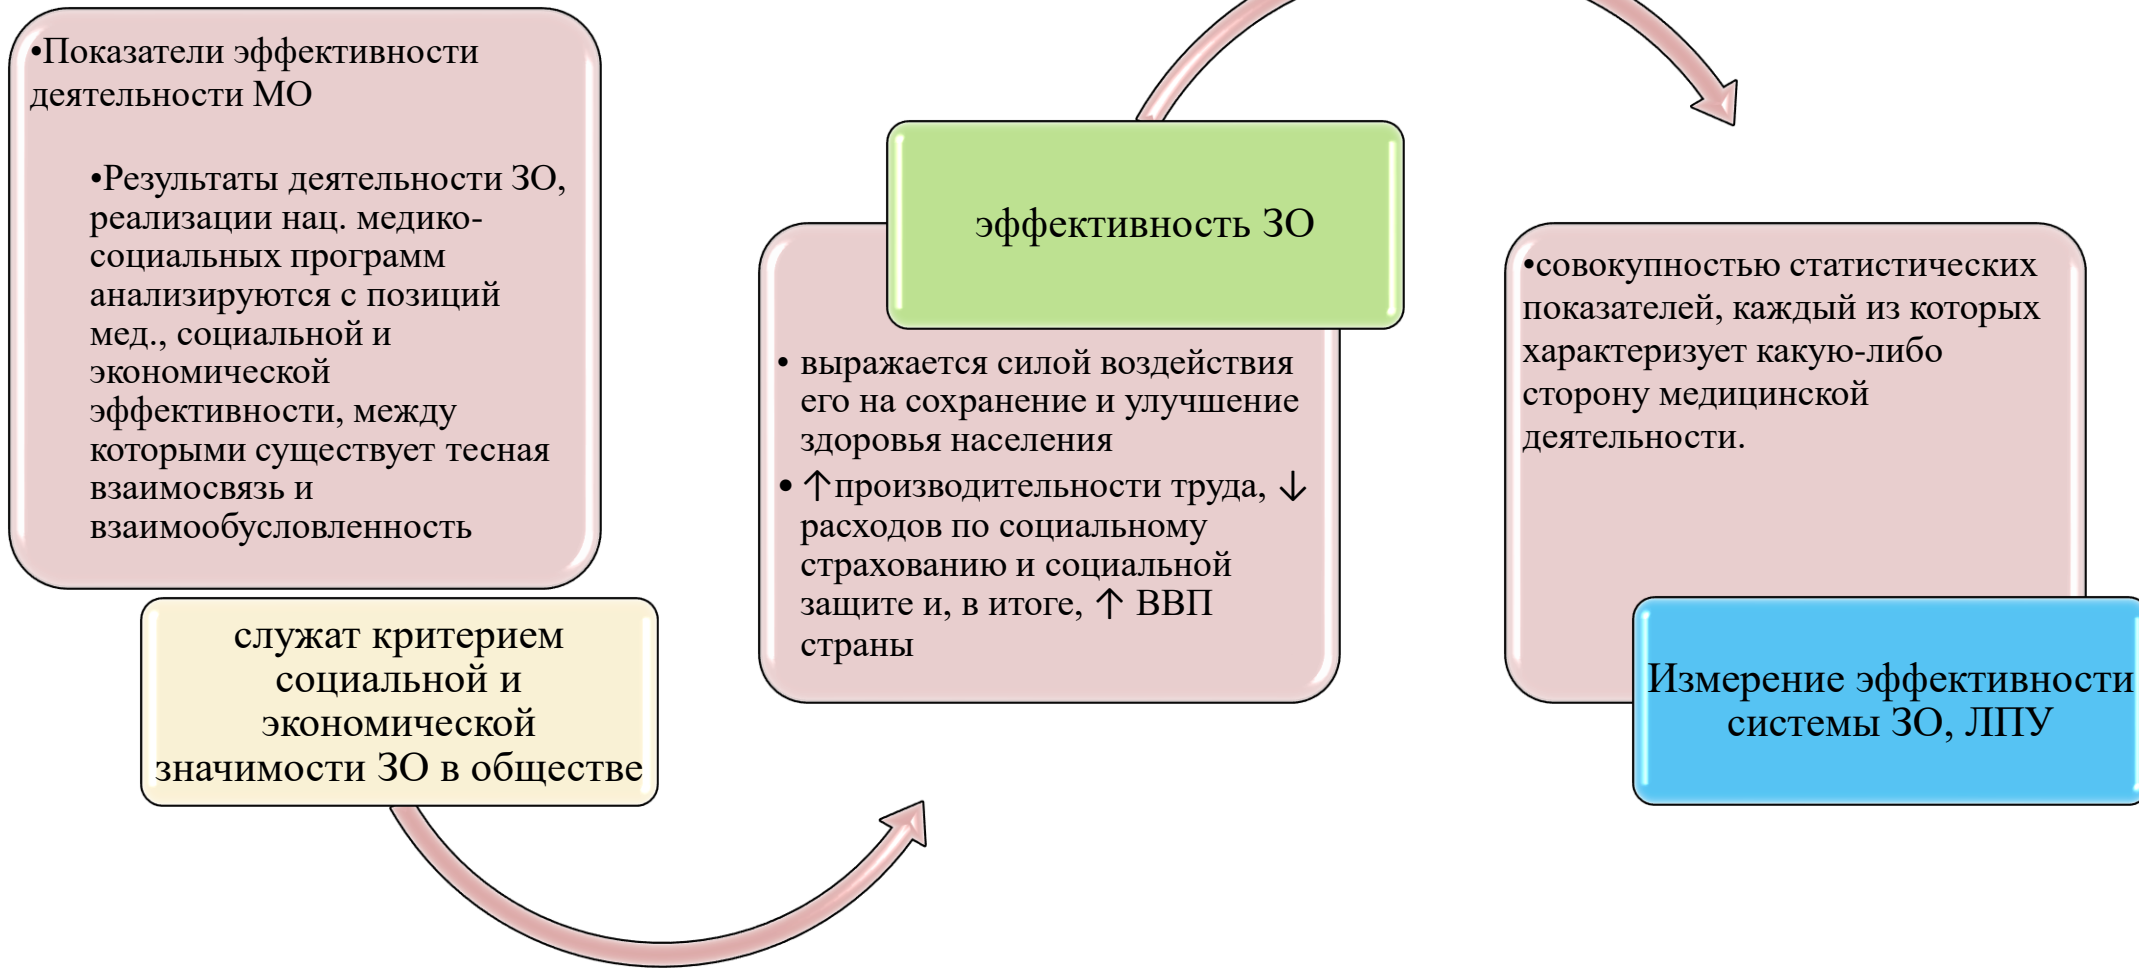 •Показатели эффективности
деятельности МО
•Результаты деятельности ЗО,
реализации нац. медико-
социальных программ
анализируются с позиций
мед., социальной и
экономической
эффективности, между
которыми существует тесная
взаимосвязь и
взаимообусловленность
служат критерием
социальной и
экономической
значимости ЗО в обществе
эффективность ЗО
• выражается силой воздействия
его на сохранение и улучшение
здоровья населения
• ↑производительности труда, ↓
расходов по социальному
страхованию и социальной
защите и, в итоге, ↑ ВВП
страны
•совокупностью статистических
показателей, каждый из которых
характеризует какую-либо
сторону медицинской
деятельности.
Измерение эффективности
системы ЗО, ЛПУ